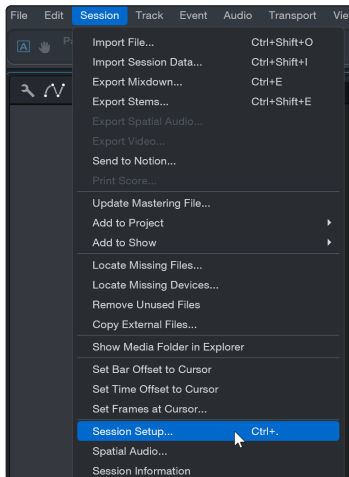 File Edit Session Track Event Audio Transport Vie
A
Import File... Ctrl+Shift+O
Import Session Data... Ctrl+Shift+I
Export Mixdown... Ctrl+E
Export Stems... Ctrl+Shift+E
Export Spatial Audio...
Export Video...
Send to Notion...
Print Score...
Update Mastering File...
Add to Project
Add to Show
Locate Missing Files...
Locate Missing Devices...
Remove Unused Files
Copy External Files...
Show Media Folder in Explorer
Set Bar Offset to Cursor
Set Time Offset to Cursor
Set Frames at Cursor...
Session Setup... Ctrl+.
Spatial Audio...
Session Information